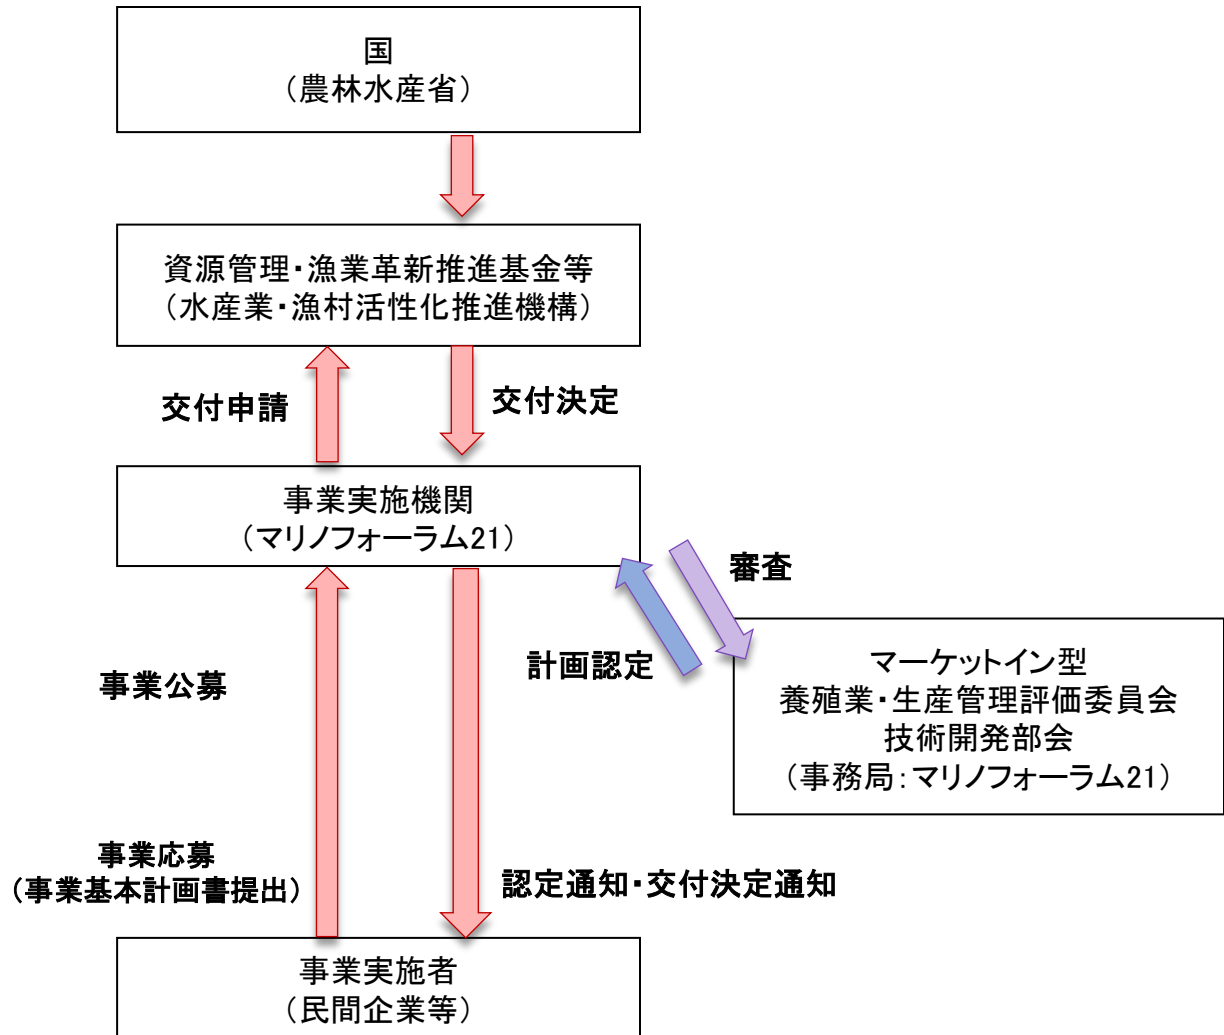 国
（農林水産省）
資源管理・漁業革新推進基金等
（水産業・漁村活性化推進機構）
交付申請
交付決定
事業実施機関
（マリノフォーラム21）
審査
計画認定
マーケットイン型
養殖業・生産管理評価委員会
技術開発部会
（事務局：マリノフォーラム21）
事業公募
事業応募
（事業基本計画書提出）
認定通知・交付決定通知
事業実施者
（民間企業等）